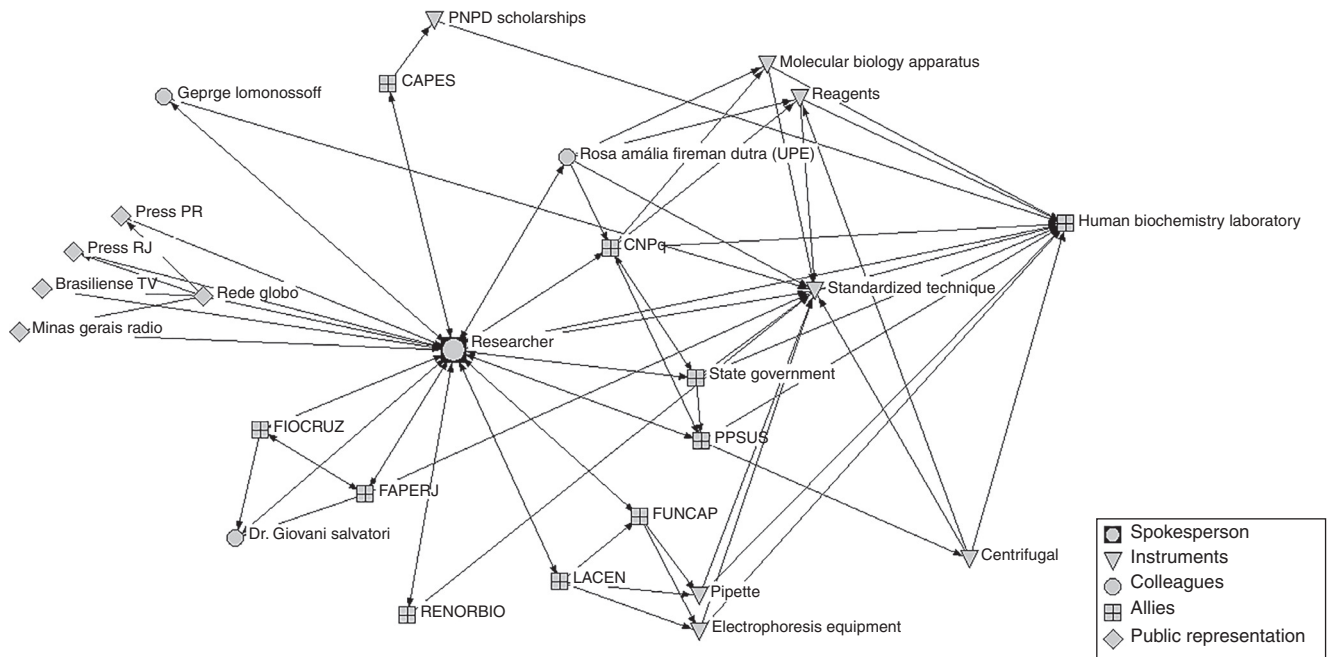 PNPD scholarships
Molecular biology apparatus
CAPES
Geprge lomonossoff
Reagents
Rosa amália fireman dutra (UPE)
Press PR
Human biochemistry laboratory
CNPq
Press RJ
Brasiliense TV
Rede globo
Standardized technique
Minas gerais radio
Researcher
State government
FIOCRUZ
PPSUS
FAPERJ
FUNCAP
Dr. Giovani salvatori
Centrifugal
LACEN
Pipette
RENORBIO
Electrophoresis equipment
Spokesperson
Instruments
Colleagues
Allies
Public representation